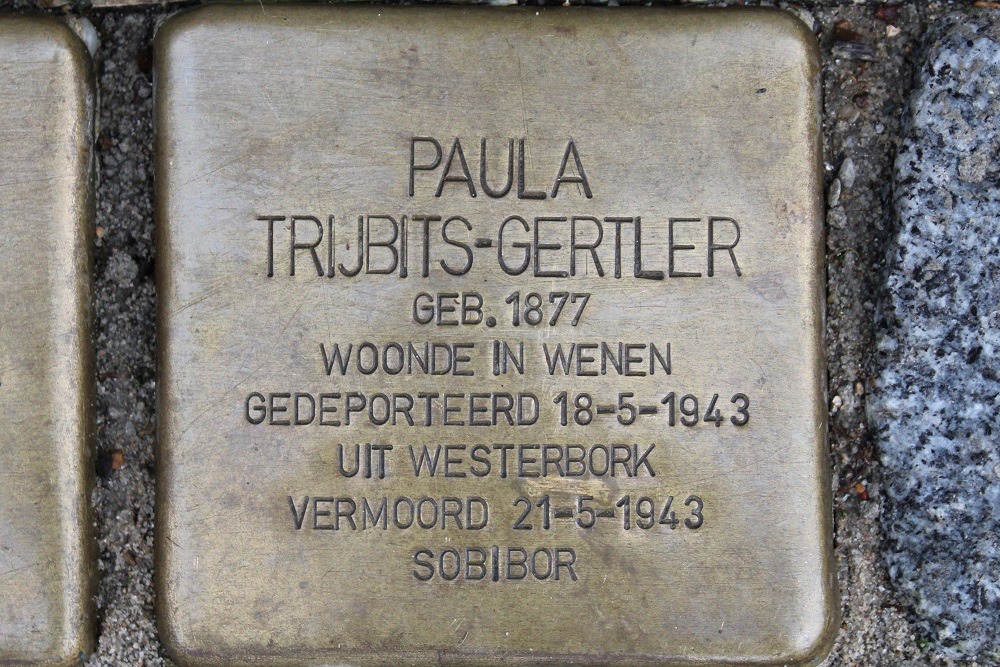 PAULA
TRIJBITS-GERTLER
GEB. 1877
WOONDE IN WENEN
GEDEPORTEERD 18-5-1943
UIT WESTERBORK
VERMOORD 21-5-1943
SOBIBOR